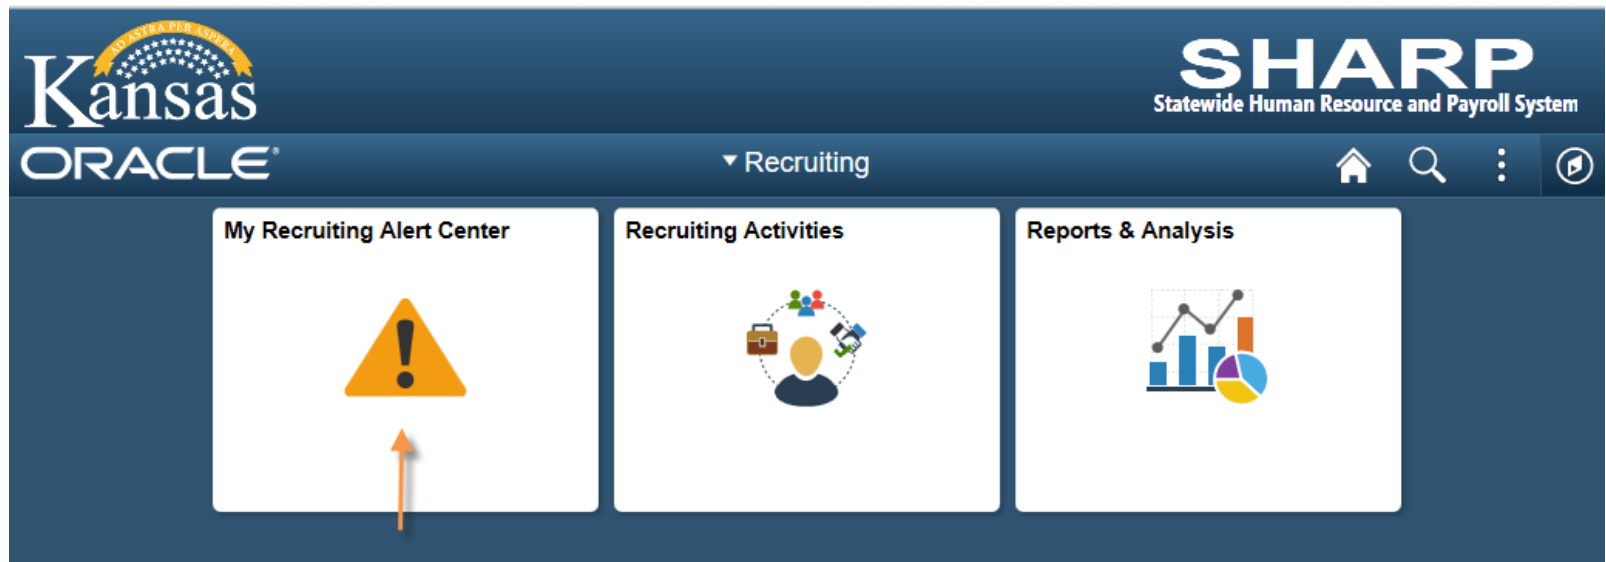 AD ASTRA PER ASPERA
Kansas
SHARP
Statewide Human Resource and Payroll System
ORACLE
Recruiting
My Recruiting Alert Center
Recruiting Activities
Reports & Analysis